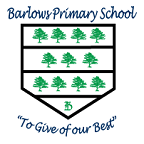 Barlows Primary School
B
"To Give of our Best"